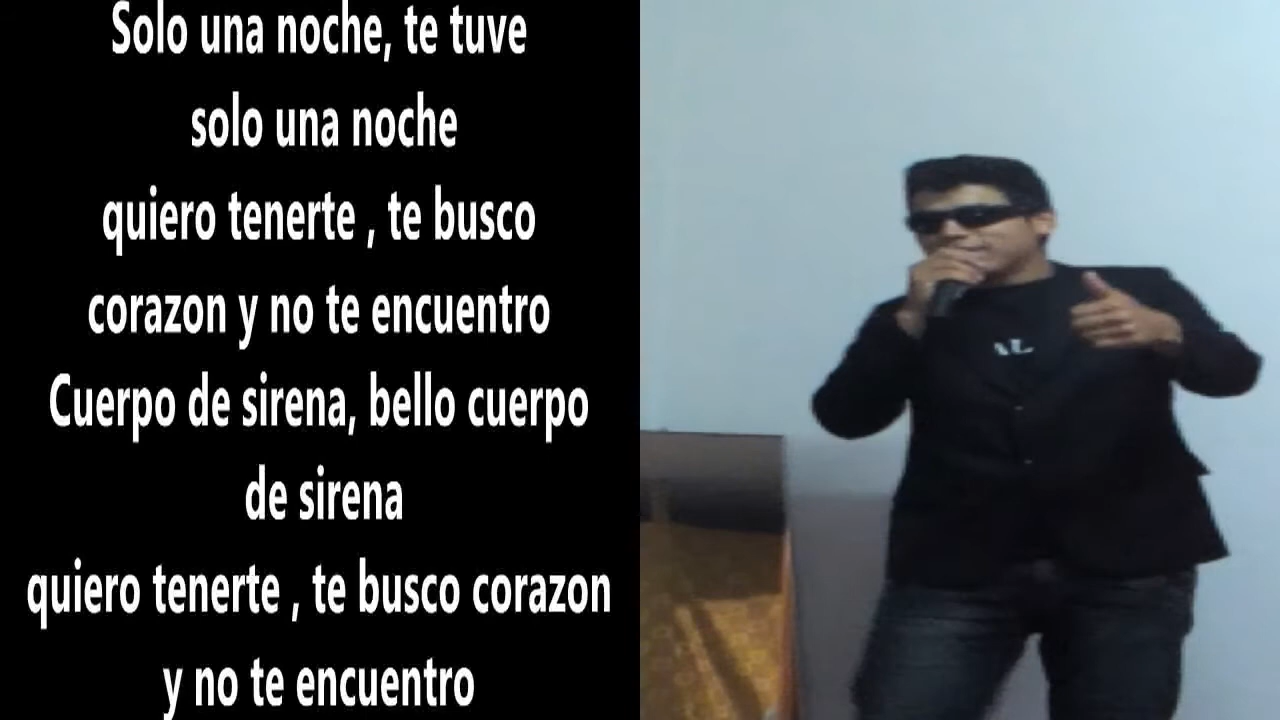 Solo una noche, te tuve
solo una noche
quiero tenerte , te busco
corazon y no te encuentro
Cuerpo de sirena, bello cuerpo
de sirena
quiero tenerte , te busco corazon
y no te encuentro